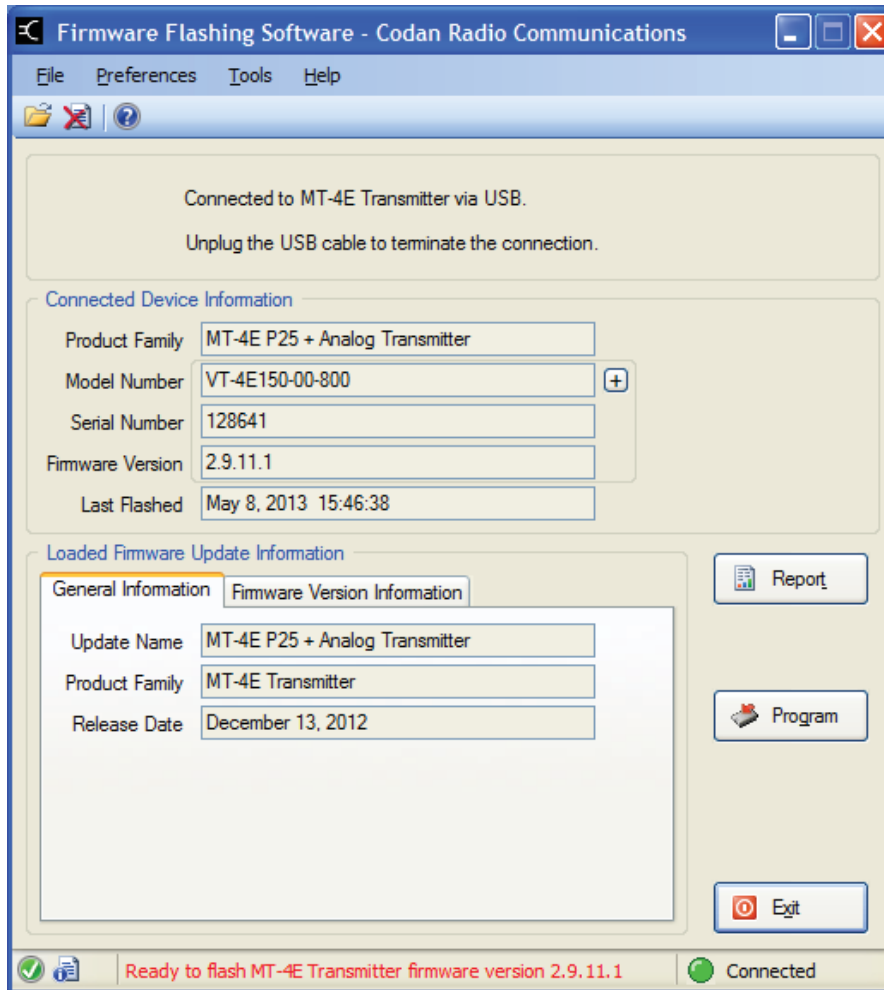 Firmware Flashing Software - Codan Radio Communications
File Preferences Tools Help
Connected to MT-4E Transmitter via USB.
Unplug the USB cable to terminate the connection.
Connected Device Information
Product Family MT-4E P25 + Analog Transmitter
Model Number VT-4E150-00-800
Serial Number 128641
Firmware Version 2.9.11.1
Last Flashed May 8, 2013 15:46:38
Loaded Firmware Update Information
General Information Firmware Version Information
Update Name MT-4E P25 + Analog Transmitter
Product Family MT-4E Transmitter
Release Date December 13, 2012
Report
Program
Exit
Ready to flash MT-4E Transmitter firmware version 2.9.11.1 Connected